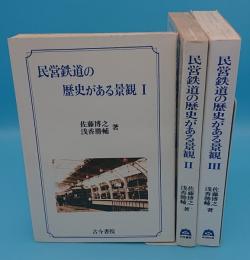 民営鉄道の
歴史がある景観 I
佐藤博之
浅香勝輔 著
古今書院
民営鉄道の歴史がある景観 II
佐藤博之
浅香勝輔 著
民営鉄道の歴史がある景観 III
佐藤博之
浅香勝輔 著